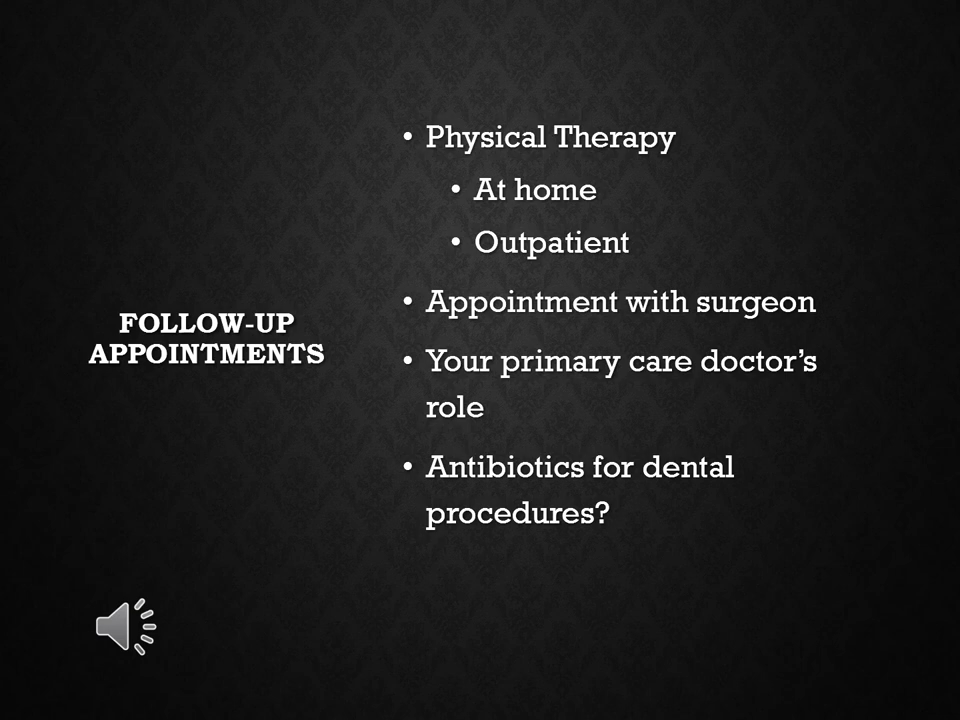 FOLLOW-UP
APPOINTMENTS
• Physical Therapy
• At home
• Outpatient
• Appointment with surgeon
• Your primary care doctor’s
role
• Antibiotics for dental
procedures?